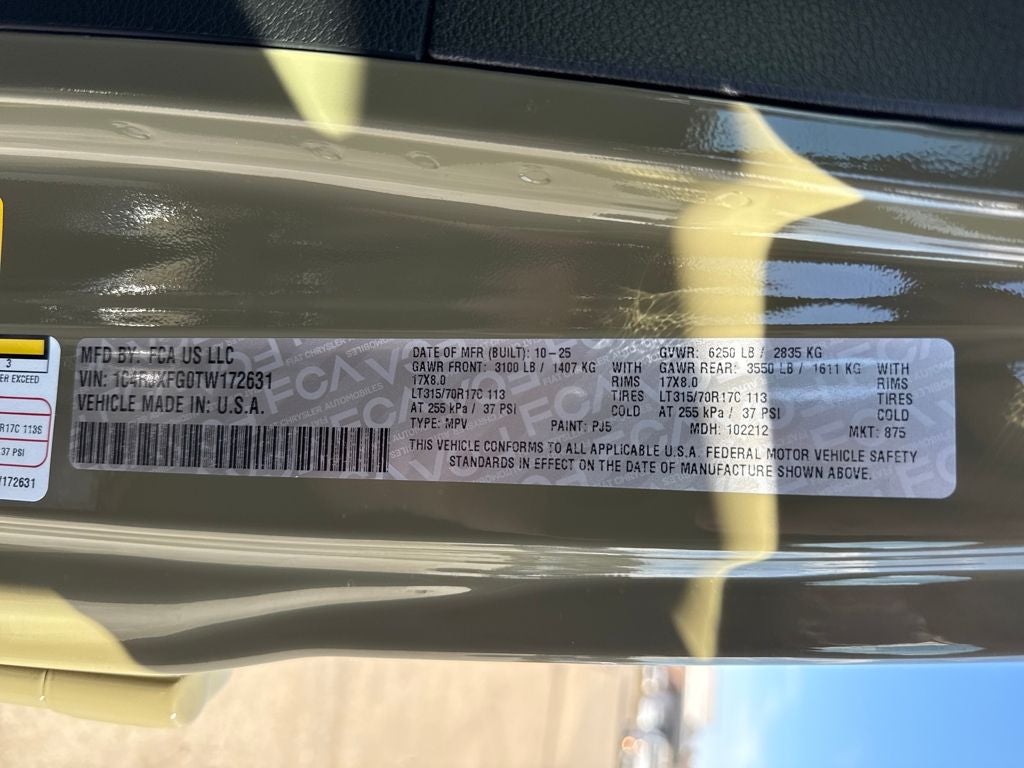 3
ER EXCEED
R17C 113S
37 PSI
172631
MFD BY: FCA US LLC
VEHICLE MADE IN: U.S.A.
DATE OF MFR (BUILT): 10-25
GAWR FRONT: 3100 LB / 1407 KG WITH
17X8.0 RIMS
LT315/70R17C 113 TIRES
AT 255 kPa / 37 PSI COLD
TYPE: MPV PAINT: PJ5
GVWR: 6250 LB / 2835 KG
GAWR REAR: 3550 LB / 1611 KG WITH
17X8.0 RIMS
LT315/70R17C 113 TIRES
AT 255 kPa / 37 PSI COLD
MDH: 102212 MKT: 875
THIS VEHICLE CONFORMS TO ALL APPLICABLE U.S.A. FEDERAL MOTOR VEHICLE SAFETY
STANDARDS IN EFFECT ON THE DATE OF MANUFACTURE SHOWN ABOVE.